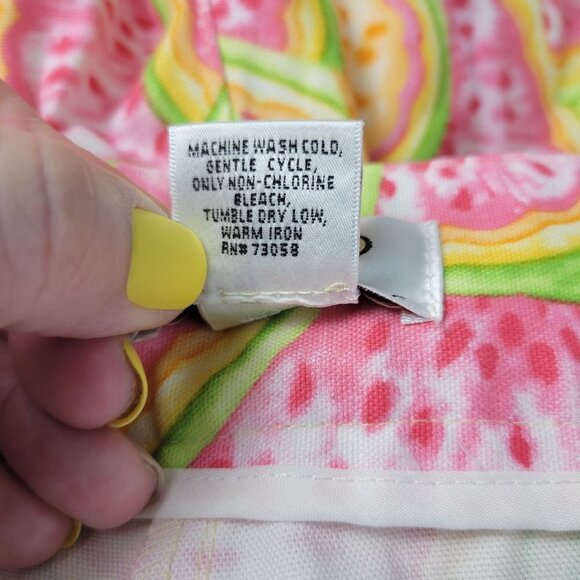 MACHINE WASH COLD,
GENTLE CYCLE,
ONLY NON-CHLORINE
BLEACH,
TUMBLE DRY LOW,
WARM IRON
RN# 73058